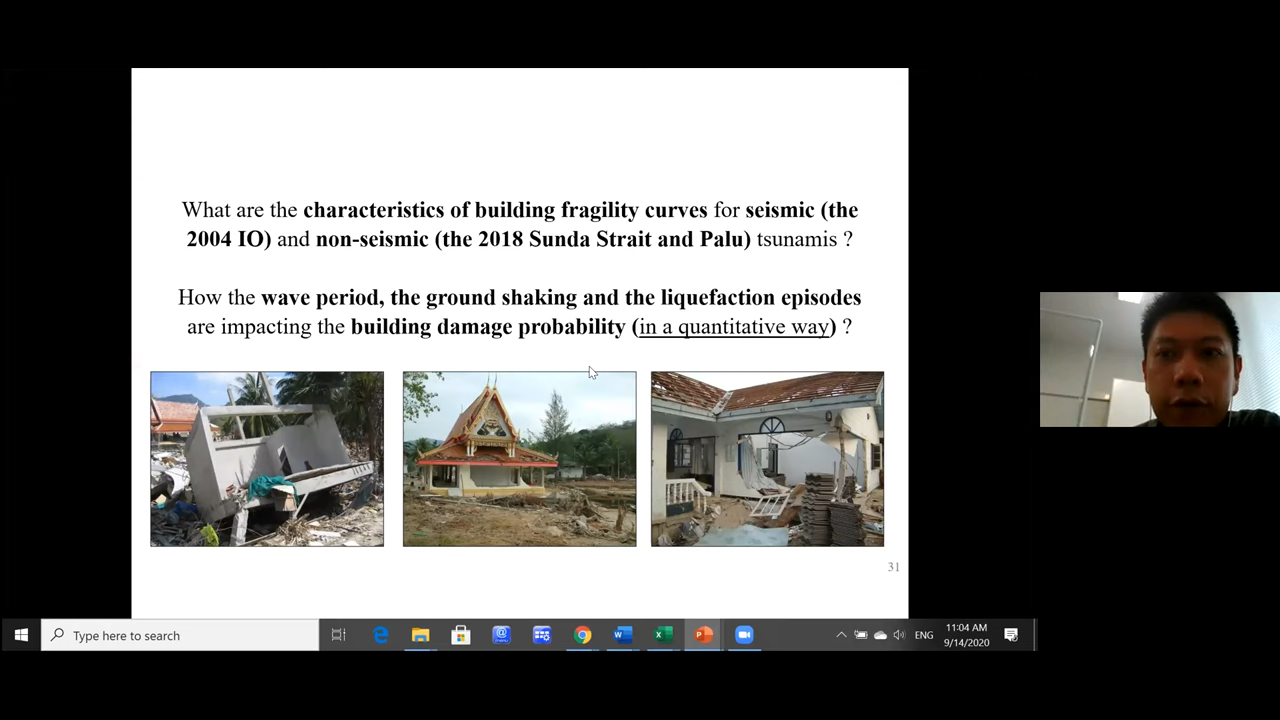 What are the characteristics of building fragility curves for seismic (the
2004 IO) and non-seismic (the 2018 Sunda Strait and Palu) tsunamis ?
How the wave period, the ground shaking and the liquefaction episodes
are impacting the building damage probability (in a quantitative way) ?
31
Type here to search
ENG
11:04 AM
9/14/2020